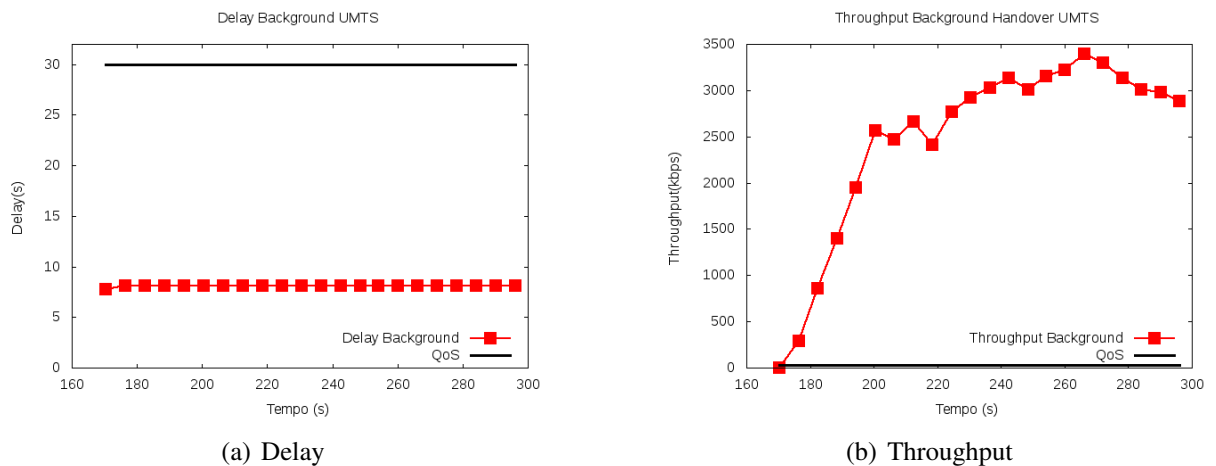 Delay Background UMTS
Delay(s)
30
25
20
15
10
5
0
Delay Background
QoS
160 180 200 220 240 260 280 300
Tempo (s)
(a) Delay
Throughput Background Handover UMTS
Throughput(kbps)
3500
3000
2500
2000
1500
1000
500
0
Throughput Background
QoS
160 180 200 220 240 260 280 300
Tempo (s)
(b) Throughput